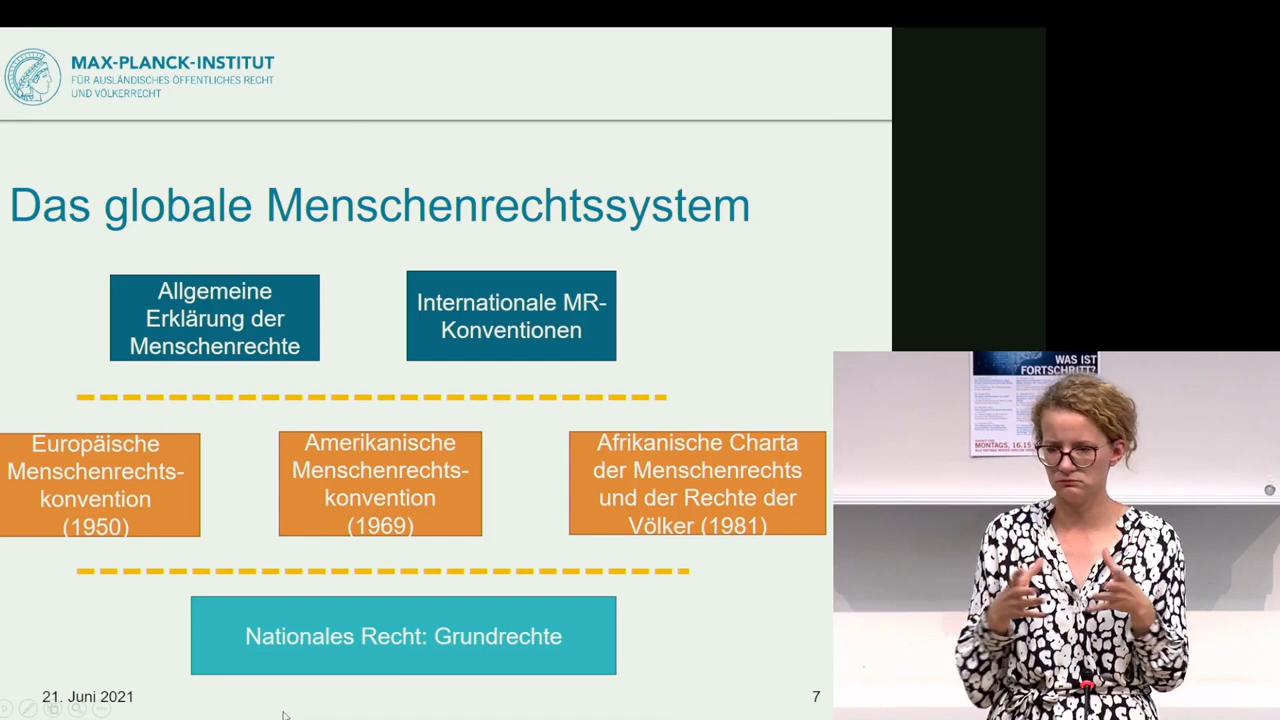 MAX-PLANCK-INSTITUT
FÜR AUSLÄNDISCHES ÖFFENTLICHES RECHT
UND VÖLKERRECHT
Das globale Menschenrechtssystem
Allgemeine
Erklärung der
Menschenrechte
Internationale MR-
Konventionen
Europäische
Menschenrechts-
konvention
(1950)
Amerikanische
Menschenrechts-
konvention
(1969)
Afrikanische Charta
der Menschenrechts
und der Rechte der
Völker (1981)
Nationales Recht: Grundrechte
21. Juni 2021
7
WAS IST
FORTSCHRITT?
MONTAGS, 16.15